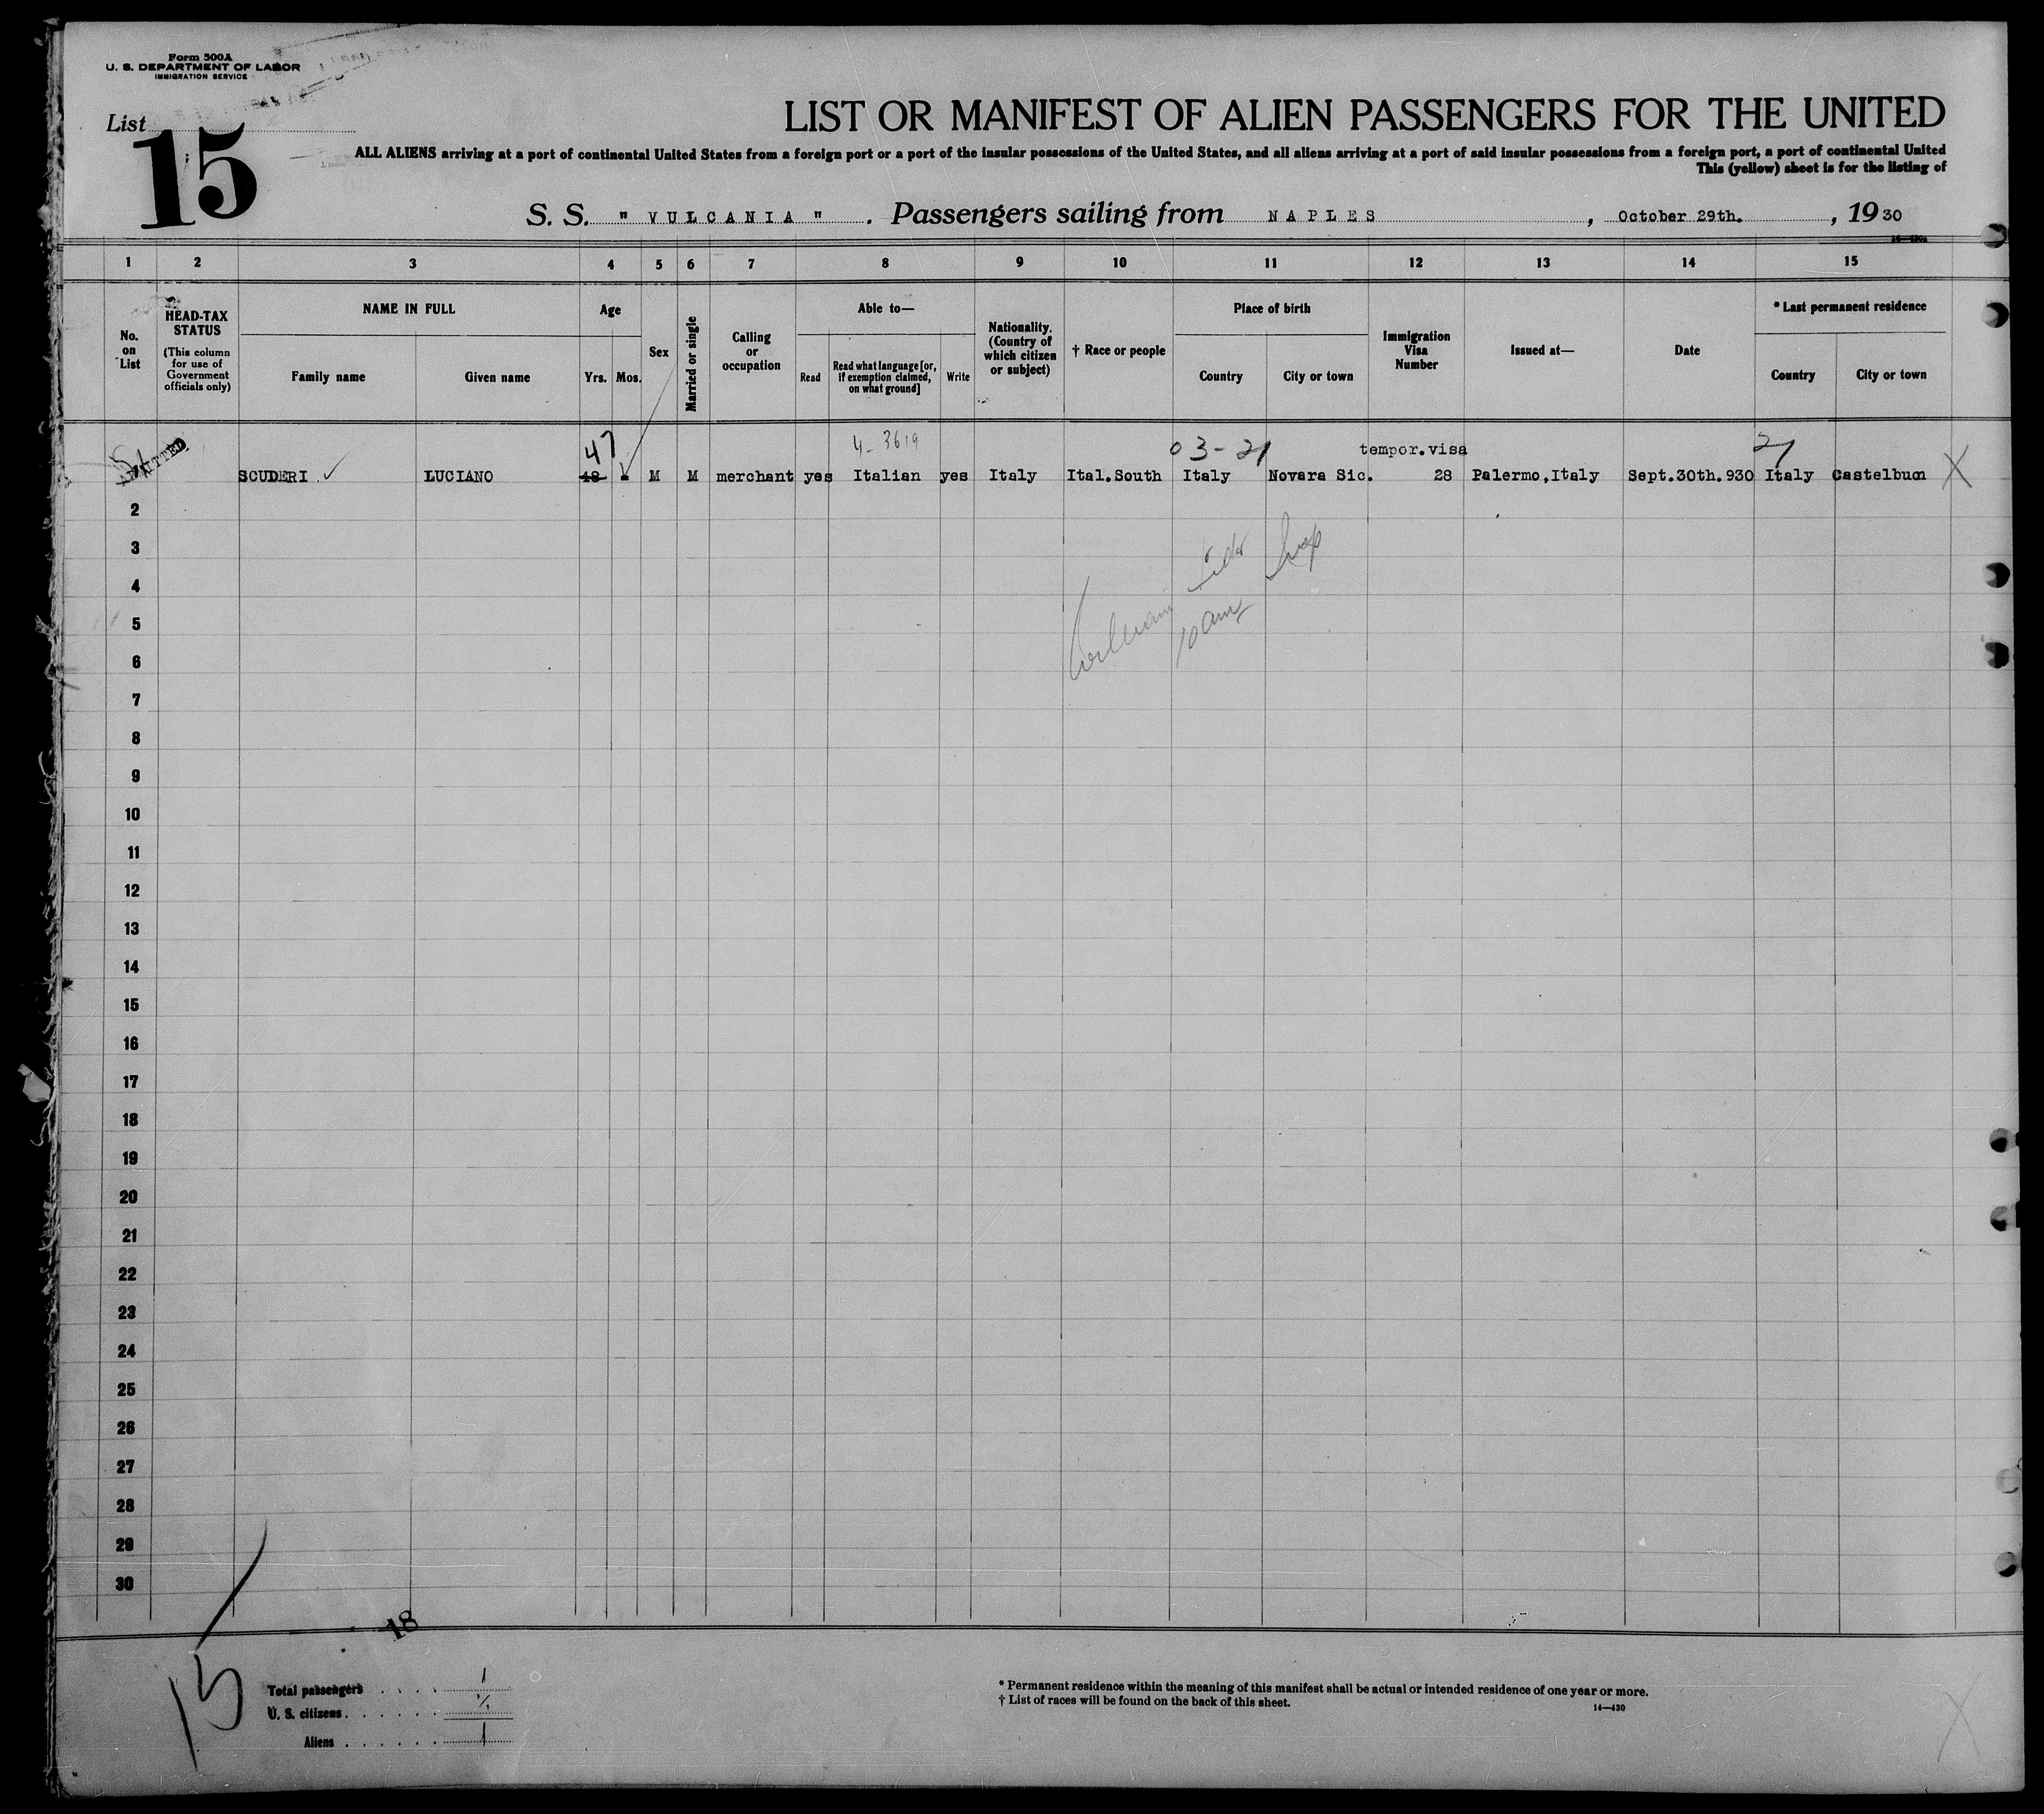 Form 500A
U. S. DEPARTMENT OF LABOR
IMMIGRATION SERVICE
List
15
LIST OR MANIFEST OF ALIEN PASSENGERS FOR THE UNITED
ALL ALIENS arriving at a port of continental United States from a foreign port or a port of the insular possessions of the United States, and all aliens arriving at a port of said insular possessions from a foreign port, a port of continental United
This (yellow) sheet is for the listing of
S. S. " VULCANIA " . Passengers sailing from NAPLES , October 29th. , 19 30
1 2 3 4 5 6 7 8 9 10 11 12 13 14 15
No. on List
HEAD-TAX STATUS
(This column for use of Government officials only)
NAME IN FULL
Family name
Given name
Age
Yrs. Mos.
Sex
Married or single
Calling or occupation
Able to—
Read
Read what language [or, if exemption claimed, on what ground]
Write
Nationality. (Country of which citizen or subject)
† Race or people
Place of birth
Country
City or town
Immigration Visa Number
Issued at—
Date
* Last permanent residence
Country
City or town
47 4- 3619 03-21 tempor.visa 21
ADMITTED SCUDERI ✓ LUCIANO 48 M M merchant yes Italian yes Italy Ital.South Italy Novara Sic. 28 Palermo,Italy Sept.30th.930 Italy Castelbuon X
2
3
4
5
10 am
6
7
8
9
10
11
12
13
14
15
16
17
18
19
20
21
22
23
24
25
26
27
28
29
30
18
15
Total passengers . . . . 1
U. S. citizens . . . . . .
Aliens . . . . . . 1
* Permanent residence within the meaning of this manifest shall be actual or intended residence of one year or more.
† List of races will be found on the back of this sheet.
14—430
X